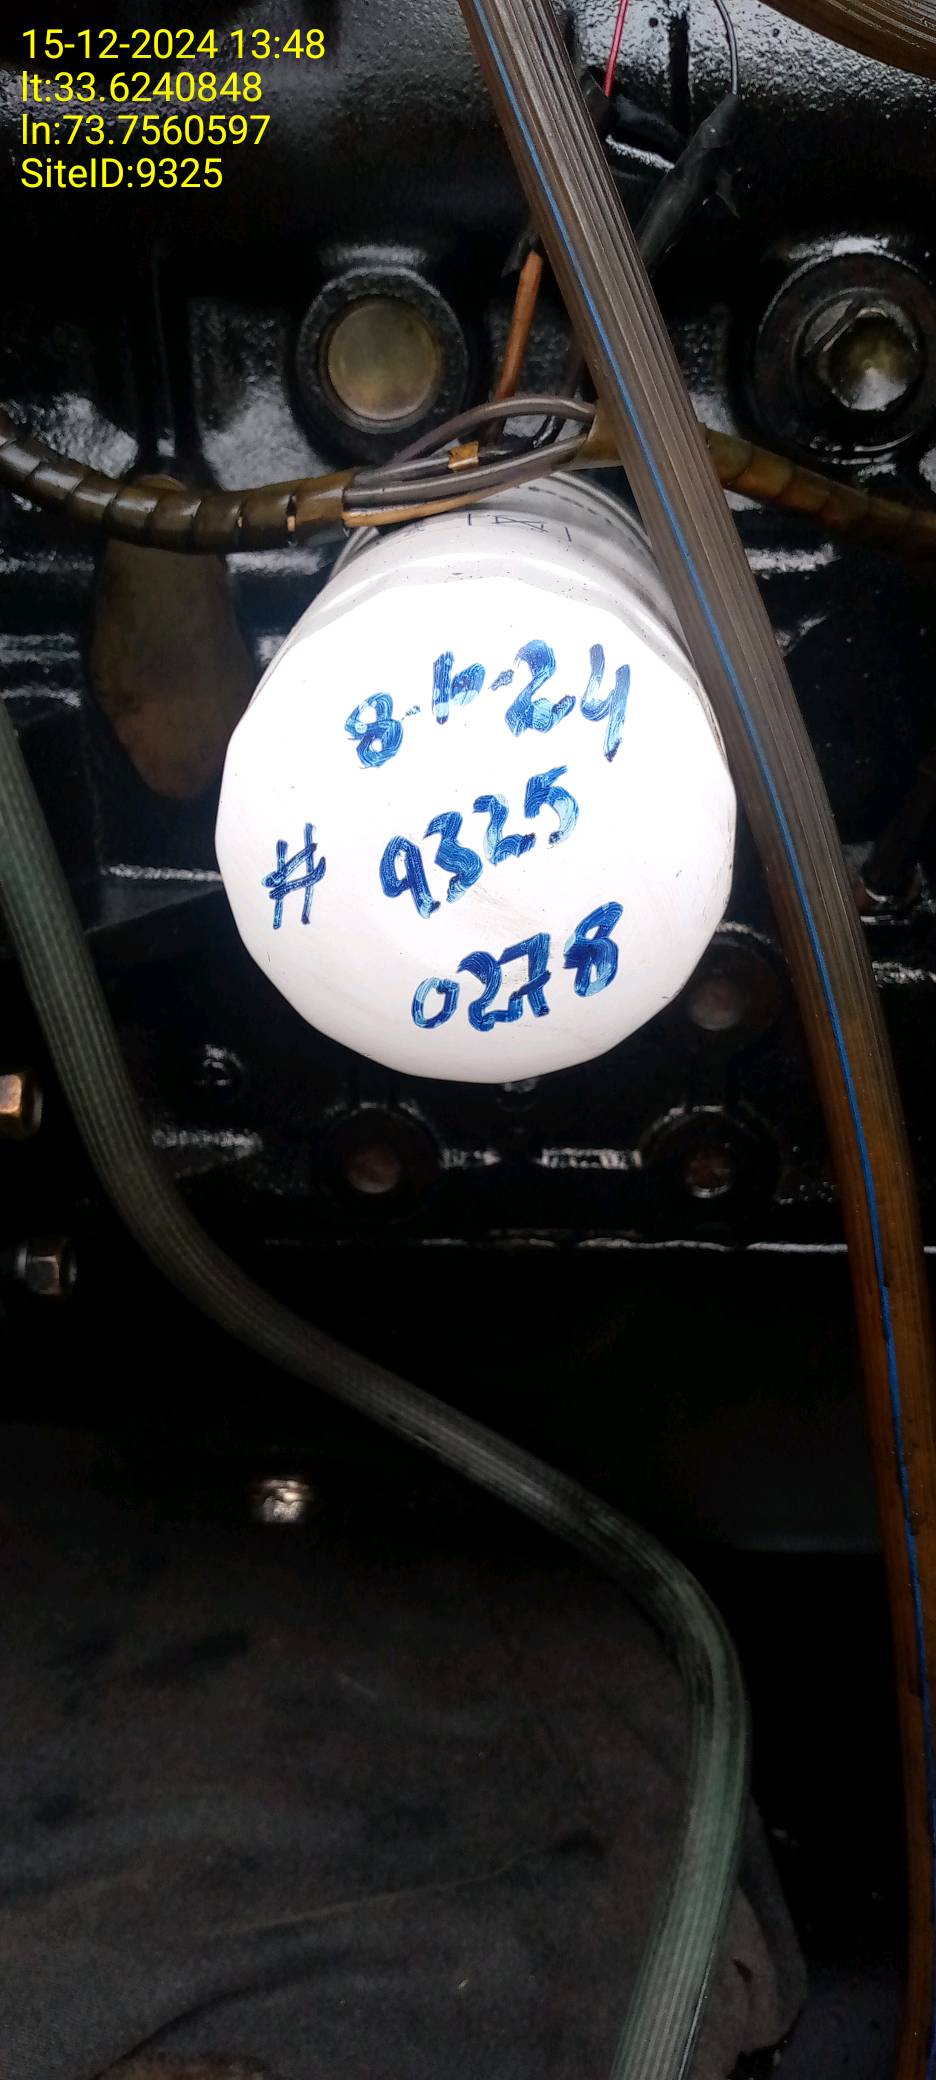 15-12-2024 13:48
lt:33.6240848
ln:73.7560597
SiteID:9325
8-10-24
# 9325
0278